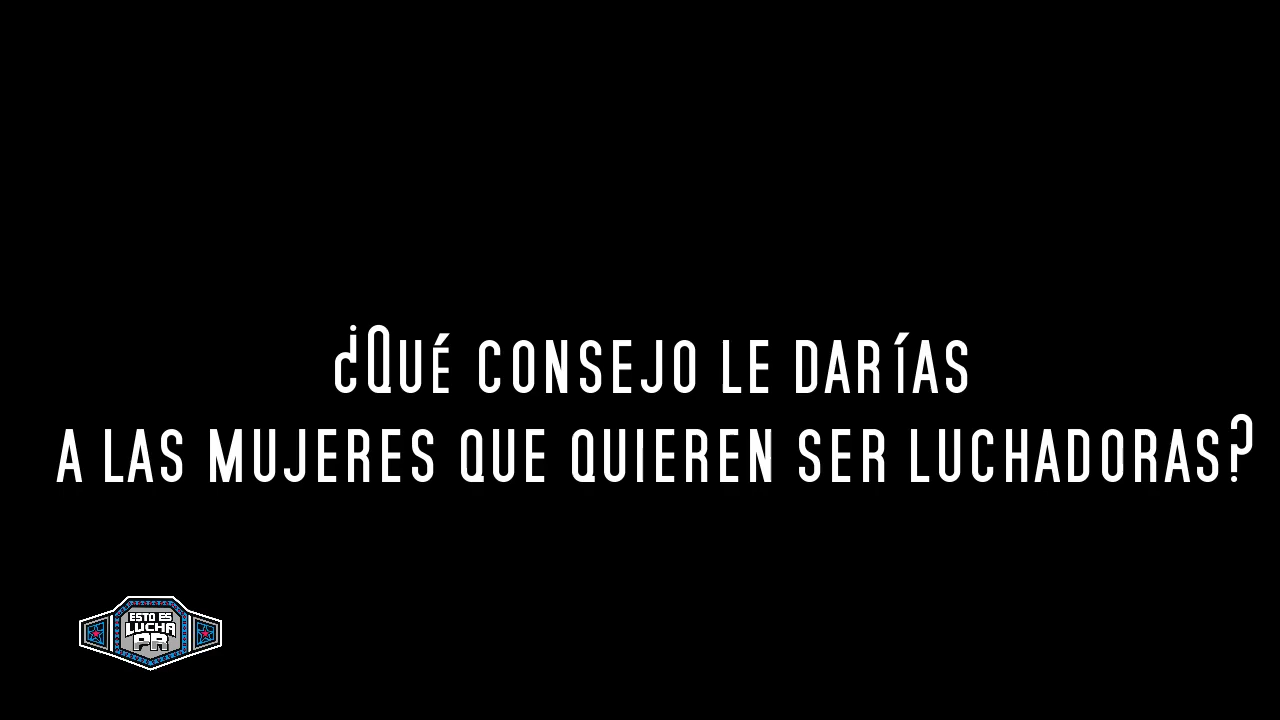 ¿QUÉ CONSEJO LE DARÍAS
A LAS MUJERES QUE QUIEREN SER LUCHADORAS?
ESTO ES
LUCHA
PR